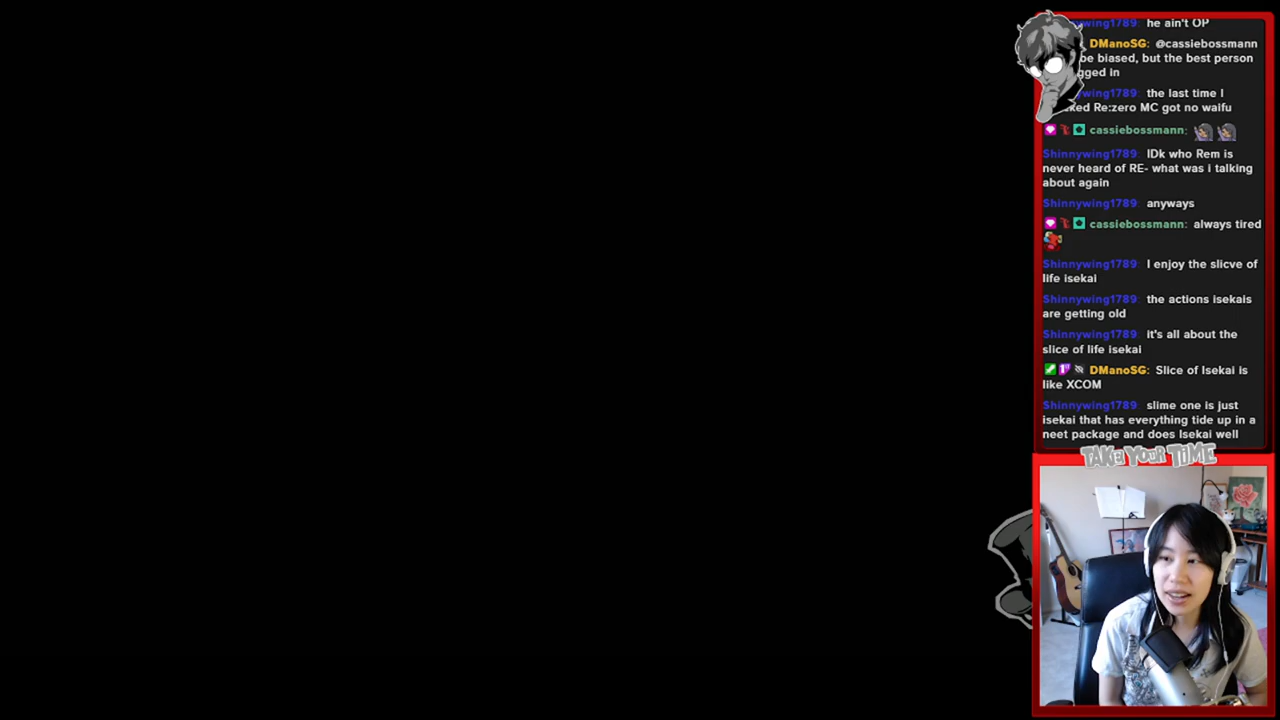 wing1789: he ain't OP
DManoSG: @cassiebossmann
be biased, but the best person
gged in
wing1789: the last time I
ked Re:zero MC got no waifu
cassiebossmann:
Shinnywing1789: IDk who Rem is
never heard of RE- what was i talking
about again
Shinnywing1789: anyways
cassiebossmann: always tired
Shinnywing1789: I enjoy the slicve of
life isekai
Shinnywing1789: the actions isekais
are getting old
Shinnywing1789: it's all about the
slice of life isekai
DManoSG: Slice of Isekai is
like XCOM
Shinnywing1789: slime one is just
isekai that has everything tide up in a
neet package and does Isekai well
TAKE YOUR TIME